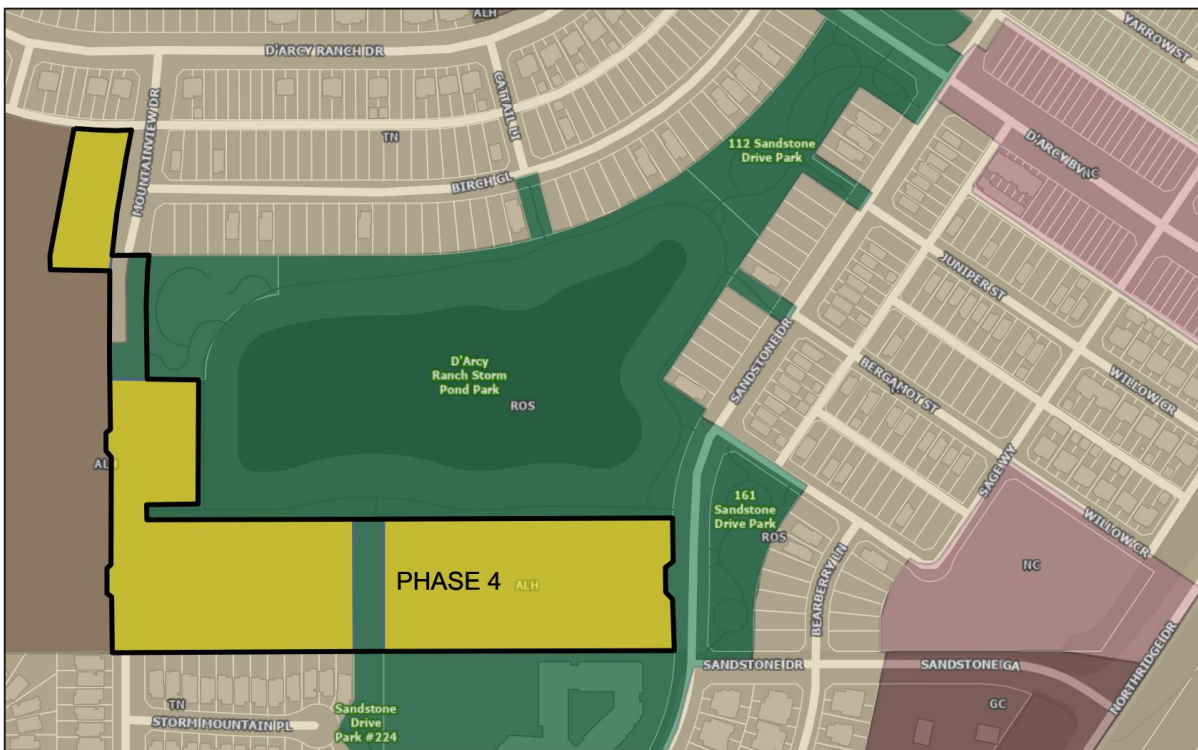 ALH
YARROW ST
D'ARCY RANCH DR
CATTAIL LI
MOUNTAINVIEW DR
TN
112 Sandstone
Drive Park
D'ARCY BV
NC
BIRCH GL
JUNIPER ST
D'Arcy
Ranch Storm
Pond Park
ROS
SANDSTONE DR
BERGAMOT ST
WILLOW CR
ALH
SAGE WY
161
Sandstone
Drive Park
ROS
WILLOW CR
PHASE 4
ALH
BEARBERRY LN
NC
SANDSTONE DR
SANDSTONE GA
NORTHRIDGE DR
TN
STORM MOUNTAIN PL
Sandstone
Drive
Park #224
GC